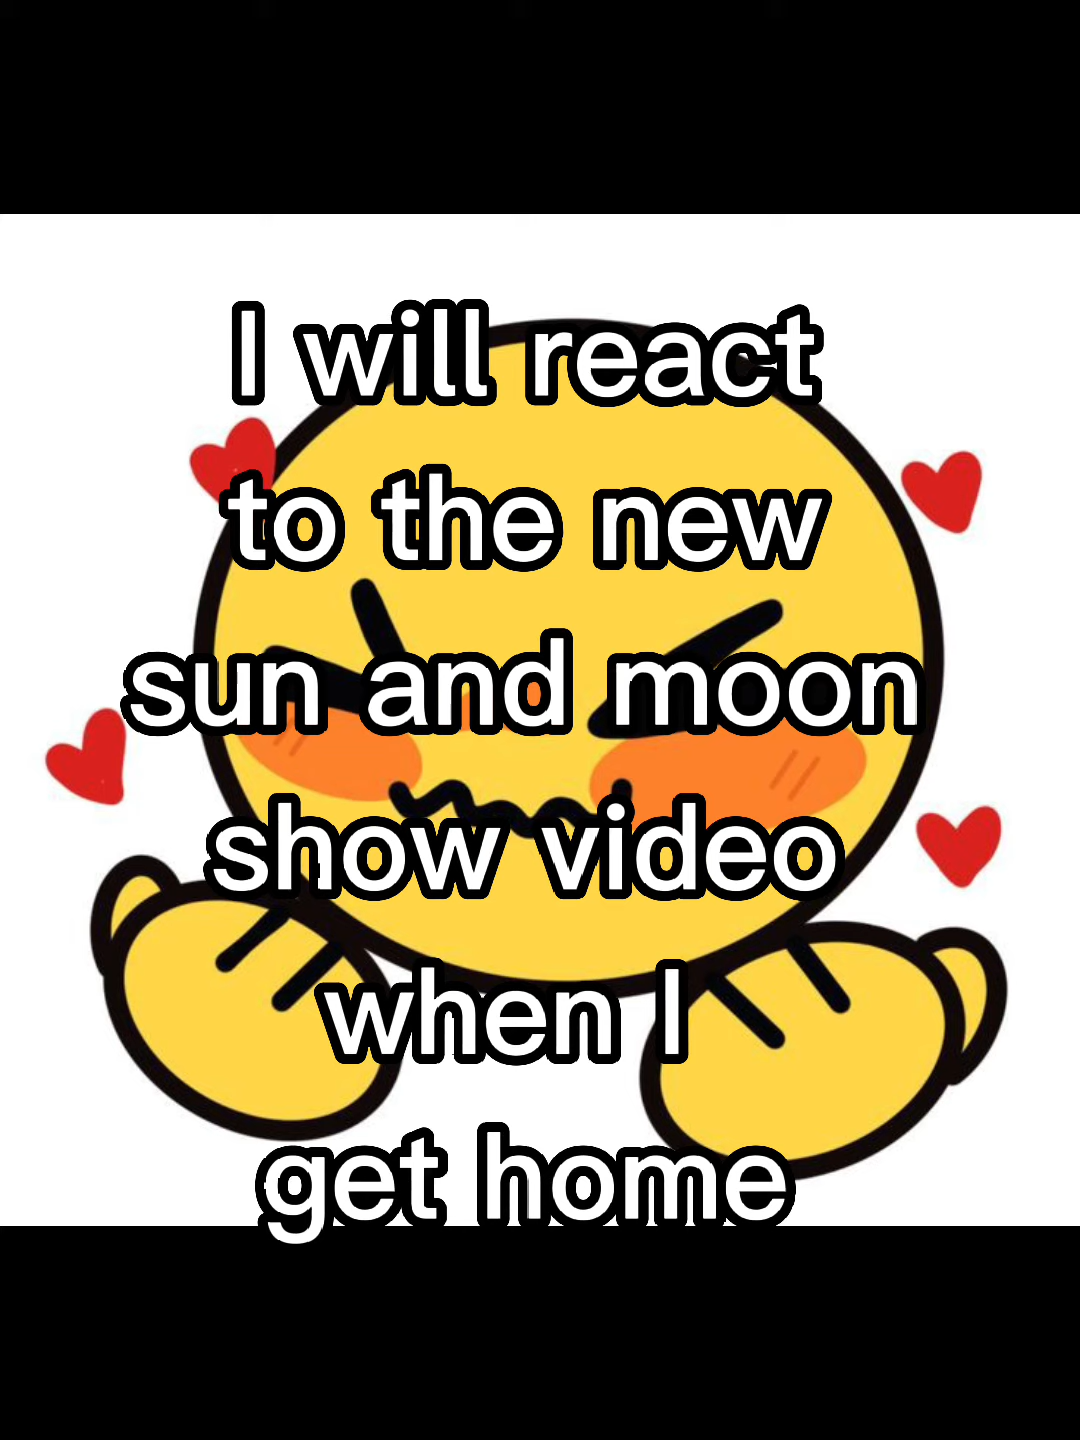 I will react
to the new
sun and moon
show video
when I
get home